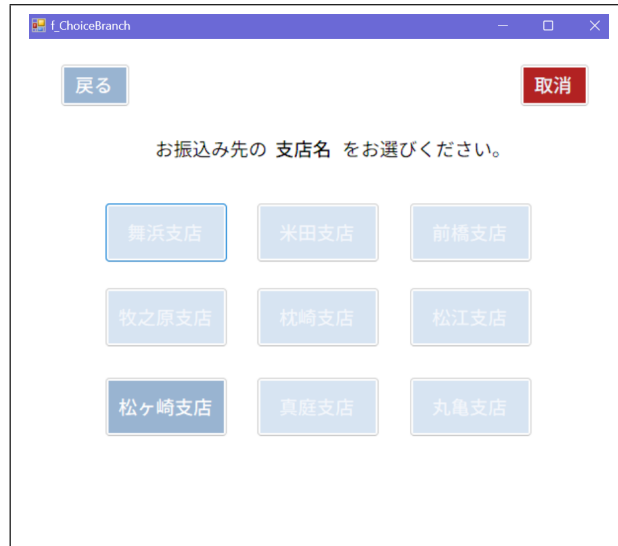 f_ChoiceBranch
戻る 取消
お振込み先の 支店名 をお選びください。
舞浜支店 米田支店 前橋支店
牧之原支店 枕崎支店 松江支店
松ヶ崎支店 真庭支店 丸亀支店